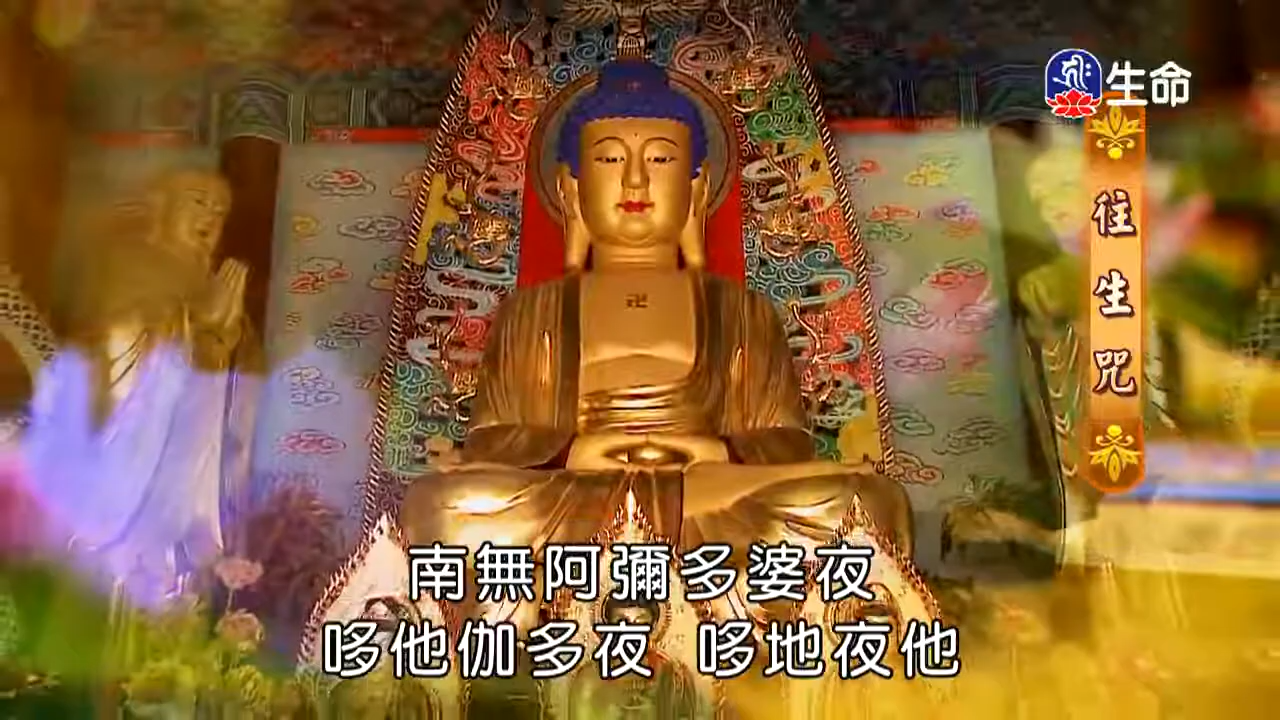 生命
往生咒
卍
南無阿彌多婆夜
哆他伽多夜 哆地夜他